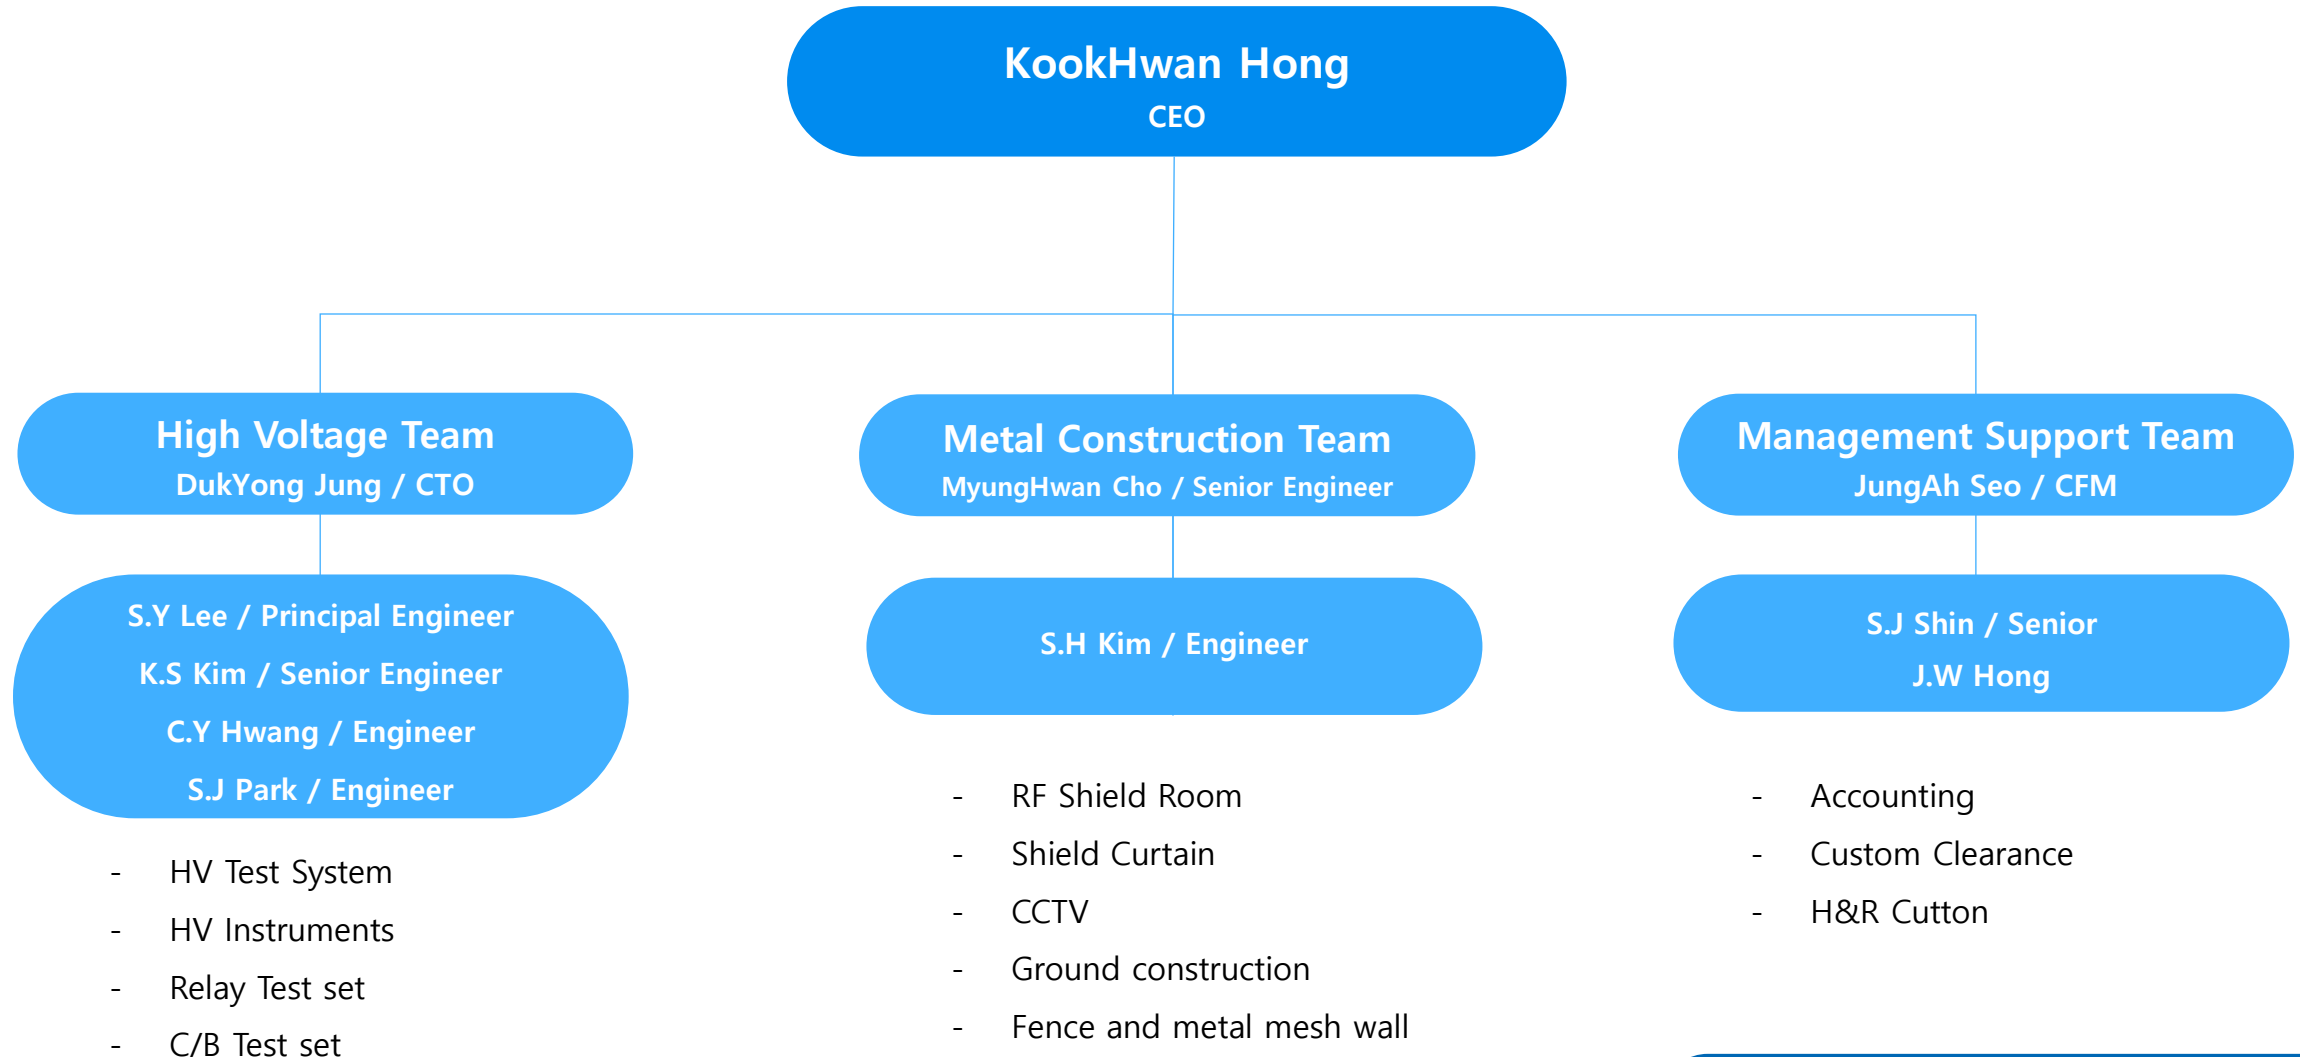 KookHwan Hong
CEO
High Voltage Team
DukYong Jung / CTO
Metal Construction Team
MyungHwan Cho / Senior Engineer
Management Support Team
JungAh Seo / CFM
S.Y Lee / Principal Engineer
K.S Kim / Senior Engineer
C.Y Hwang / Engineer
S.J Park / Engineer
S.H Kim / Engineer
S.J Shin / Senior
J.W Hong
- HV Test System
- HV Instruments
- Relay Test set
- C/B Test set
- RF Shield Room
- Shield Curtain
- CCTV
- Ground construction
- Fence and metal mesh wall
- Accounting
- Custom Clearance
- H&R Cutton